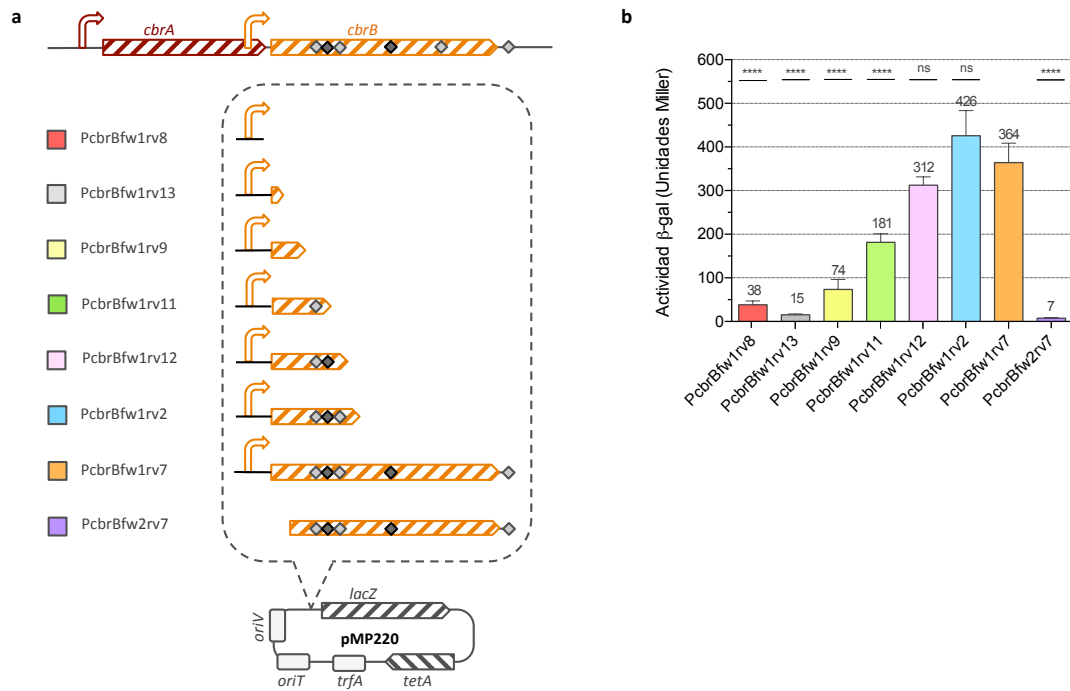 a
cbrA
cbrB
PcbrBfw1rv8
PcbrBfw1rv13
PcbrBfw1rv9
PcbrBfw1rv11
PcbrBfw1rv12
PcbrBfw1rv2
PcbrBfw1rv7
PcbrBfw2rv7
lacZ
oriV
pMP220
oriT
trfA
tetA
b
Actividad β-gal (Unidades Miller)
600
500
400
300
200
100
0
**** **** **** **** ns ns ****
38
15
74
181
312
426
364
7
PcbrBfw1rv8
PcbrBfw1rv13
PcbrBfw1rv9
PcbrBfw1rv11
PcbrBfw1rv12
PcbrBfw1rv2
PcbrBfw1rv7
PcbrBfw2rv7